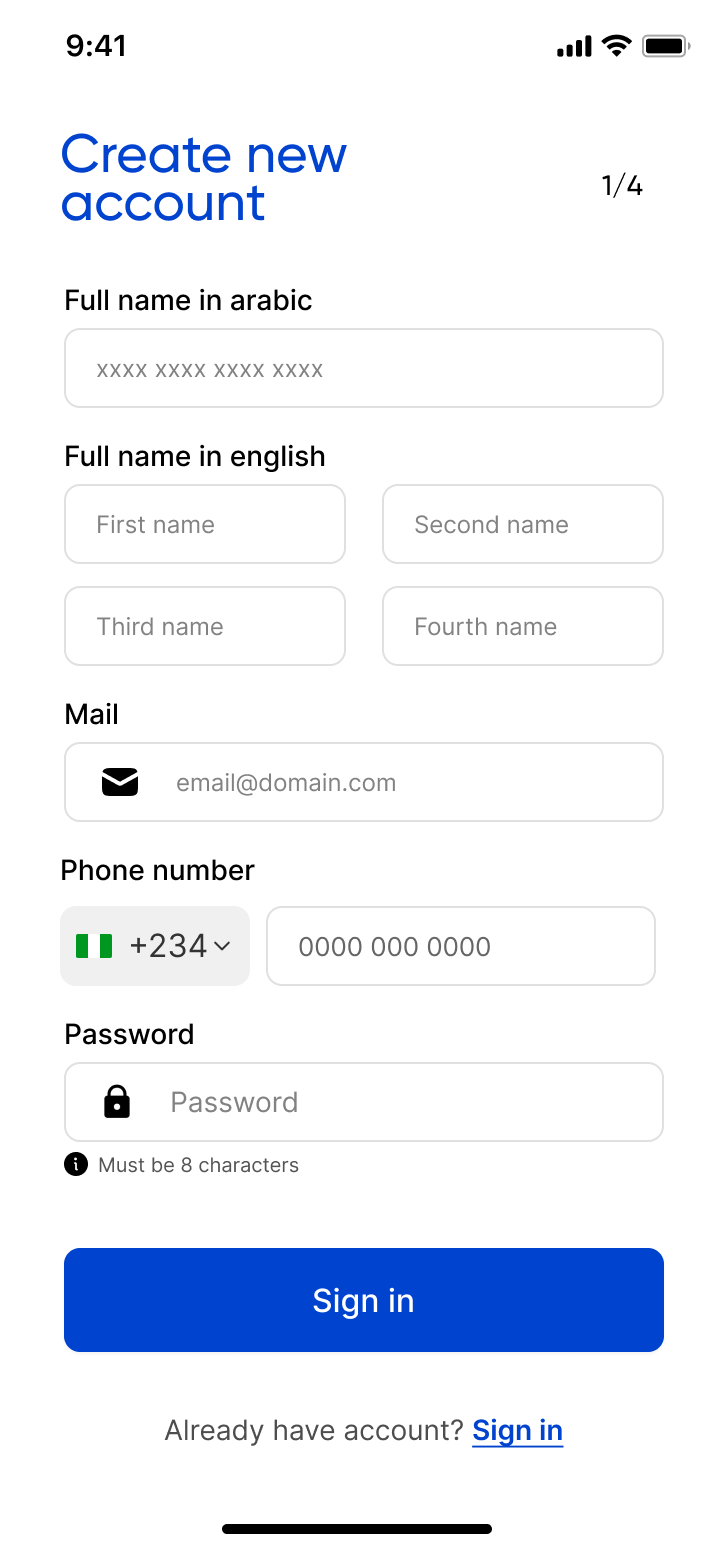 9:41
Create new
account
1/4
Full name in arabic
xxxx xxxx xxxx xxxx
Full name in english
First name
Second name
Third name
Fourth name
Mail
email@domain.com
Phone number
+234
0000 000 0000
Password
Password
Must be 8 characters
Sign in
Already have account? Sign in